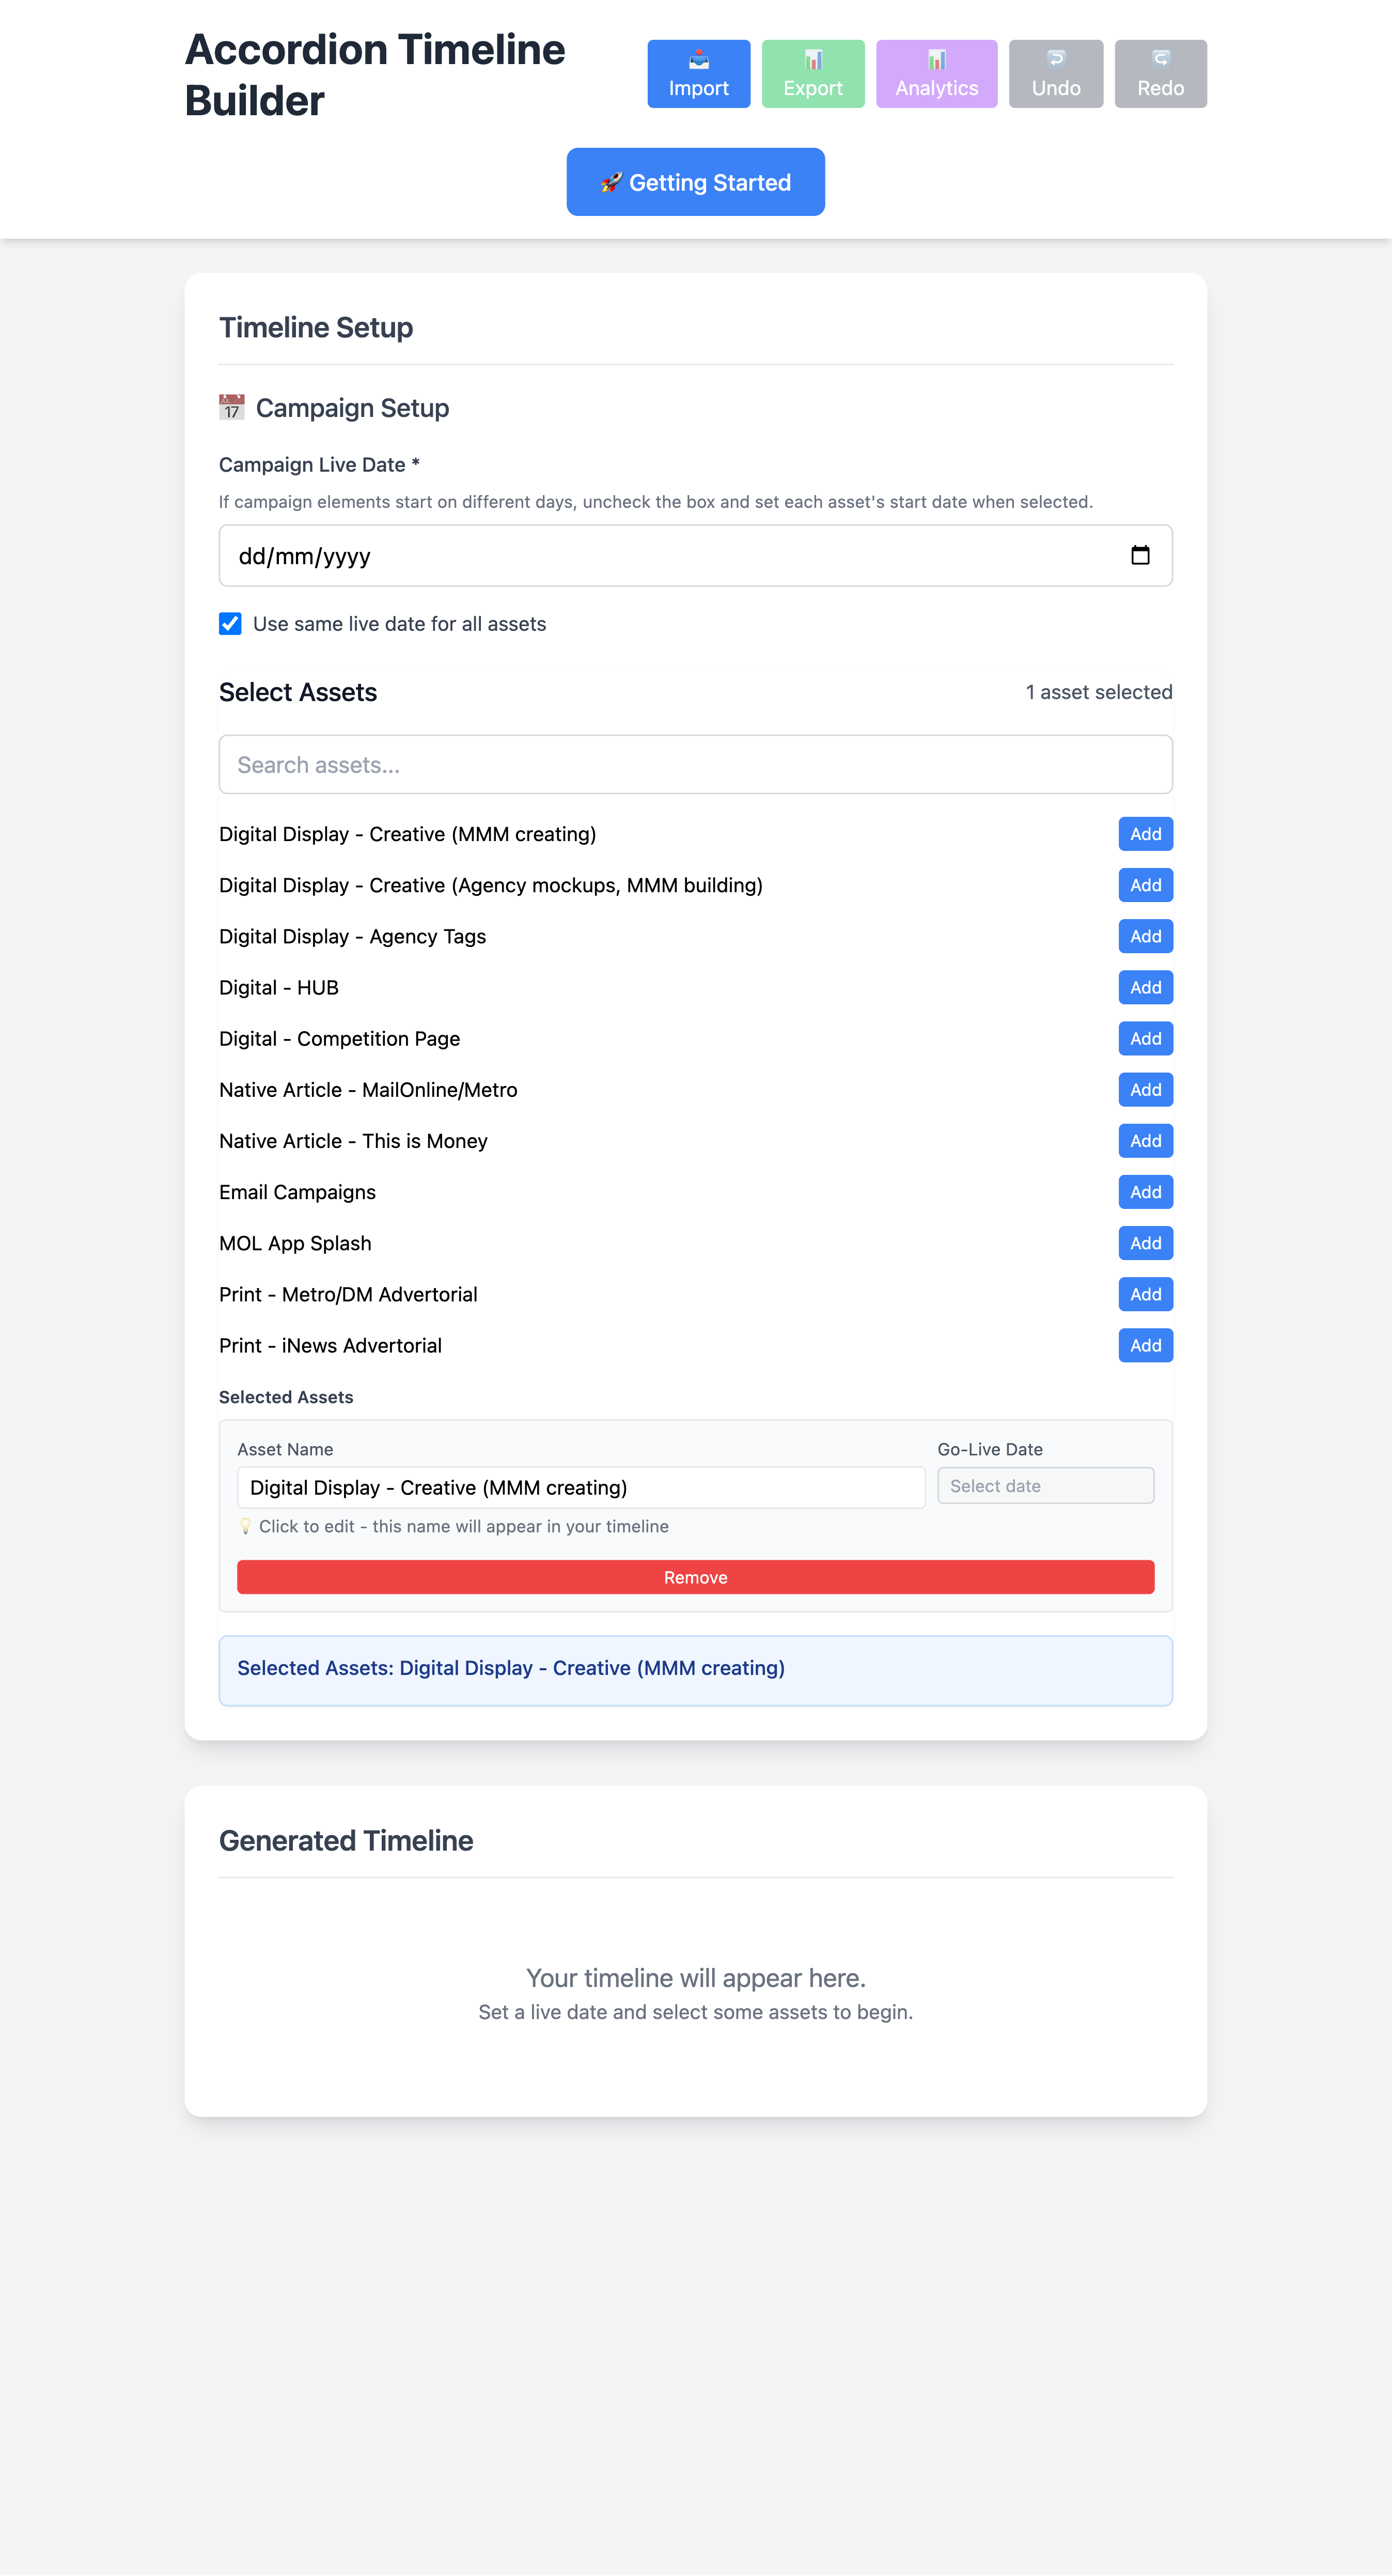 Accordion Timeline
Builder
Import
Export
Analytics
Undo
Redo
🚀 Getting Started
Timeline Setup
📅 Campaign Setup
Campaign Live Date *
If campaign elements start on different days, uncheck the box and set each asset's start date when selected.
dd/mm/yyyy
Use same live date for all assets
Select Assets
1 asset selected
Search assets...
Digital Display - Creative (MMM creating) Add
Digital Display - Creative (Agency mockups, MMM building) Add
Digital Display - Agency Tags Add
Digital - HUB Add
Digital - Competition Page Add
Native Article - MailOnline/Metro Add
Native Article - This is Money Add
Email Campaigns Add
MOL App Splash Add
Print - Metro/DM Advertorial Add
Print - iNews Advertorial Add
Selected Assets
Asset Name
Go-Live Date
Digital Display - Creative (MMM creating)
Select date
💡 Click to edit - this name will appear in your timeline
Remove
Selected Assets: Digital Display - Creative (MMM creating)
Generated Timeline
Your timeline will appear here.
Set a live date and select some assets to begin.